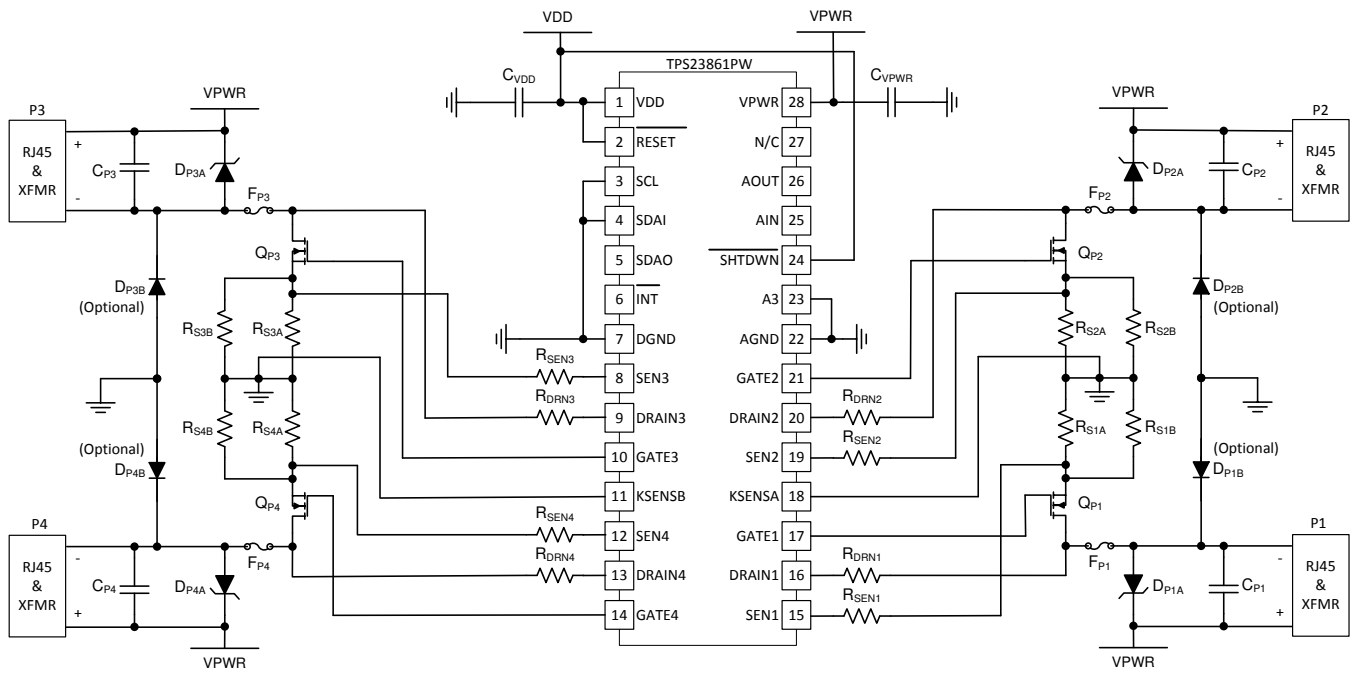 VDD
VPWR
TPS23861PW
CVDD
CVPWR
1 VDD
VPWR 28
2 RESET
N/C 27
3 SCL
AOUT 26
4 SDAI
AIN 25
5 SDAO
SHTDWN 24
6 INT
A3 23
7 DGND
AGND 22
8 SEN3
GATE2 21
9 DRAIN3
DRAIN2 20
10 GATE3
SEN2 19
11 KSENSB
KSENSA 18
12 SEN4
GATE1 17
13 DRAIN4
DRAIN1 16
14 GATE4
SEN1 15
RSEN3
RDRN3
RSEN4
RDRN4
RDRN2
RSEN2
RDRN1
RSEN1
P3
RJ45
&
XFMR
+
-
VPWR
CP3
DP3A
FP3
QP3
DP3B
(Optional)
RS3B
RS3A
RS4B
RS4A
(Optional)
DP4B
QP4
FP4
P4
RJ45
&
XFMR
-
+
CP4
DP4A
VPWR
VPWR
P2
RJ45
&
XFMR
+
-
DP2A
CP2
FP2
QP2
DP2B
(Optional)
RS2A
RS2B
RS1A
RS1B
(Optional)
DP1B
QP1
FP1
P1
RJ45
&
XFMR
-
+
DP1A
CP1
VPWR